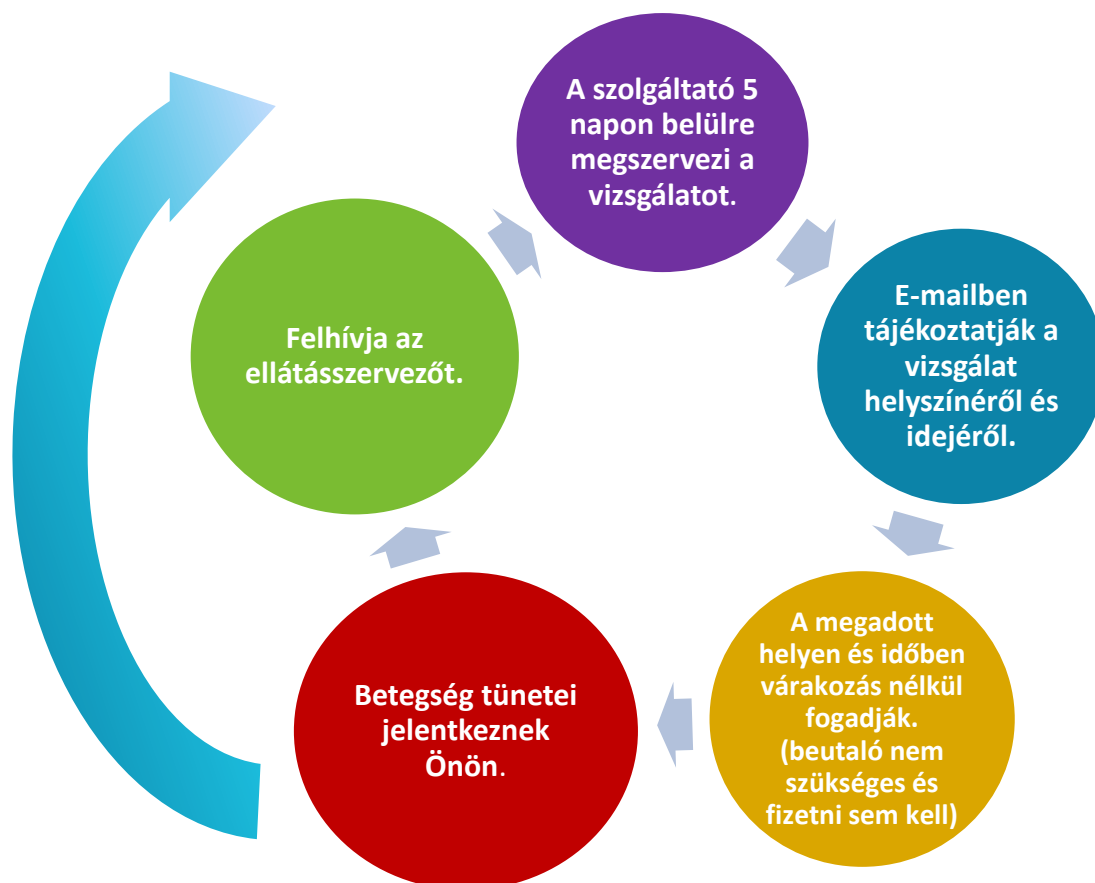 A szolgáltató 5
napon belülre
megszervezi a
vizsgálatot.
E-mailben
tájékoztatják a
vizsgálat
helyszínéről és
idejéről.
A megadott
helyen és időben
várakozás nélkül
fogadják.
(beutaló nem
szükséges és
fizetni sem kell)
Betegség tünetei
jelentkeznek
Önön.
Felhívja az
ellátásszervezőt.